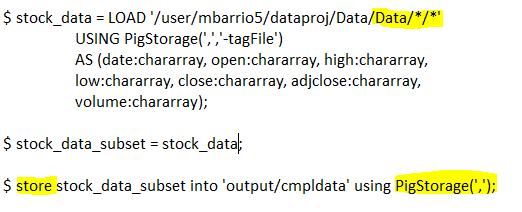 $ stock_data = LOAD '/user/mbarrio5/dataproj/Data/Data/*/*'
USING PigStorage(',','-tagFile')
AS (date:chararray, open:chararray, high:chararray,
low:chararray, close:chararray, adjclose:chararray,
volume:chararray);
$ stock_data_subset = stock_data;
$ store stock_data_subset into 'output/cmpldata' using PigStorage(',');